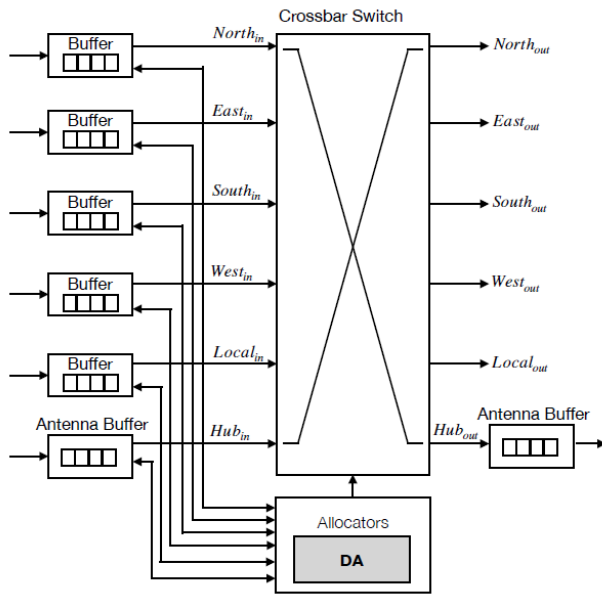 Crossbar Switch
Buffer
North_in
North_out
Buffer
East_in
East_out
Buffer
South_in
South_out
Buffer
West_in
West_out
Buffer
Local_in
Local_out
Antenna Buffer
Hub_in
Hub_out
Antenna Buffer
Allocators
DA